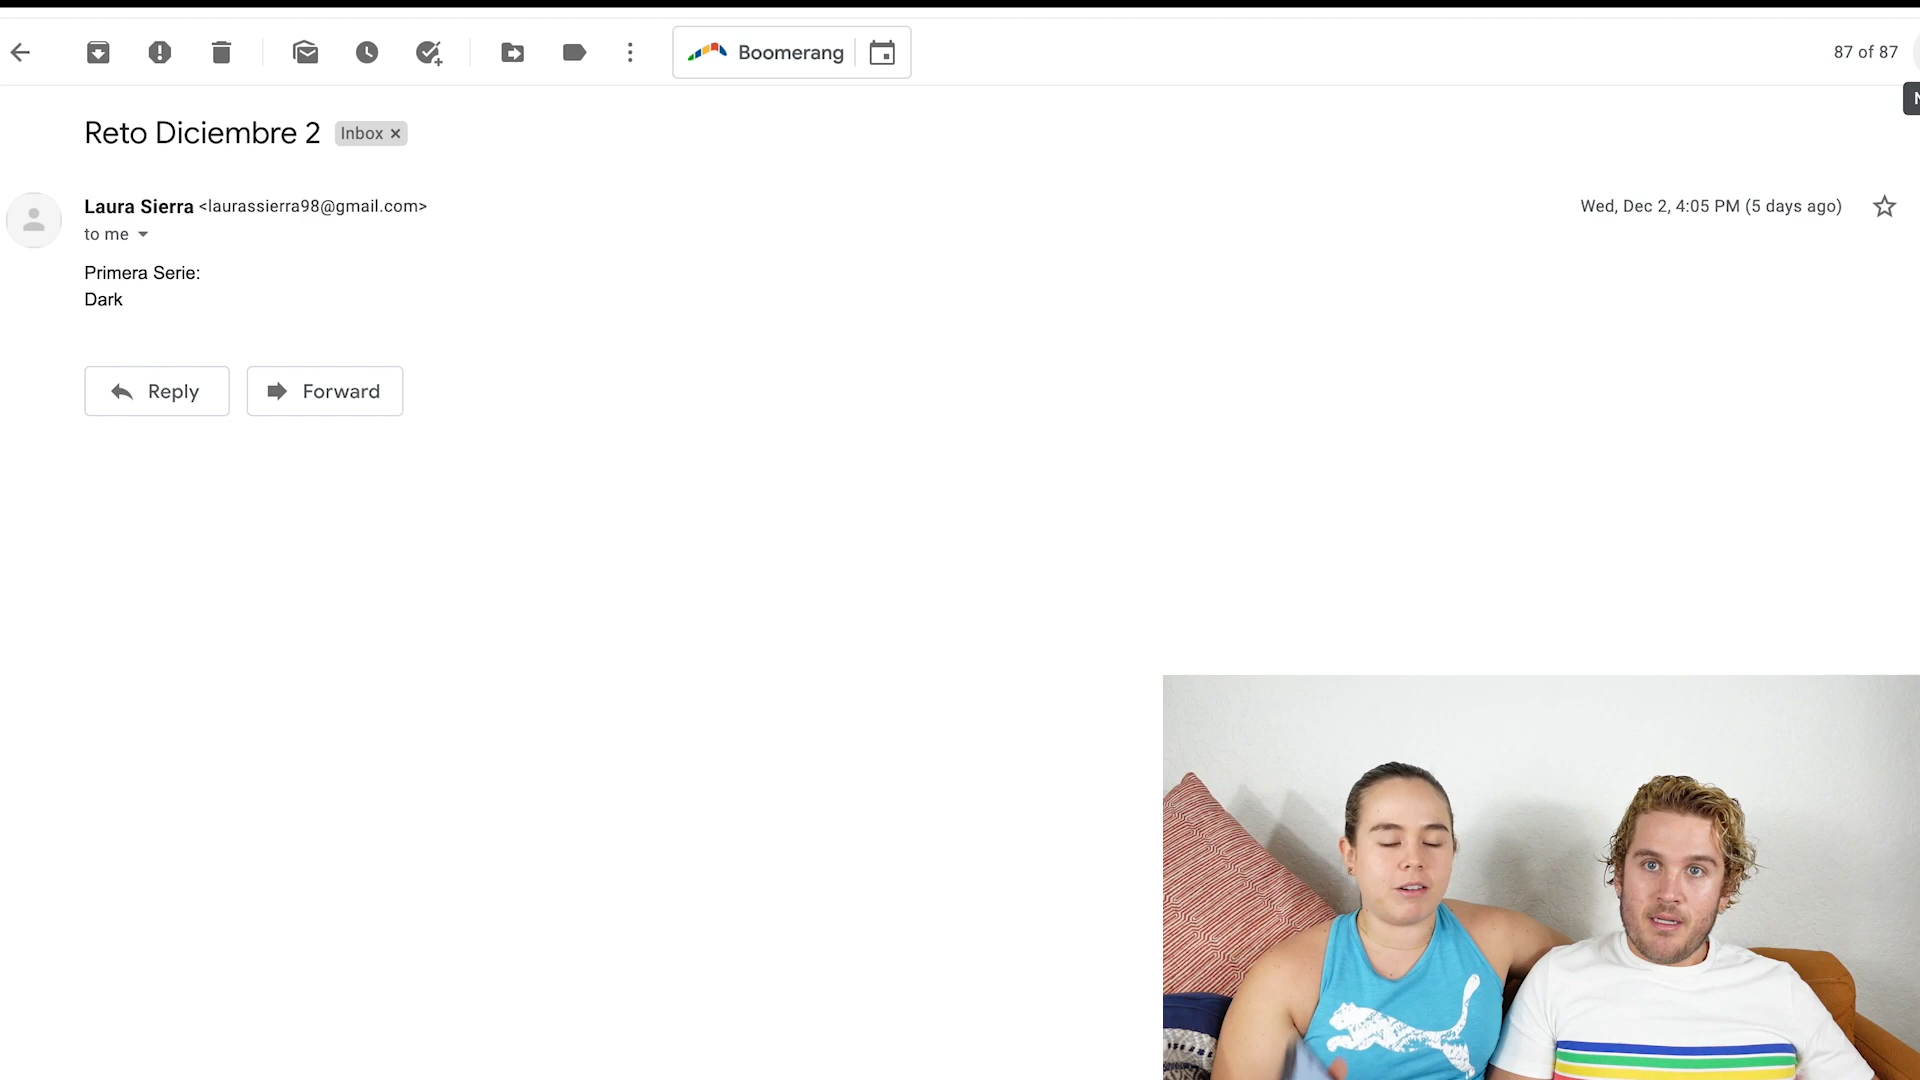 Boomerang
87 of 87
N
Reto Diciembre 2
Inbox ×
Laura Sierra <laurassierra98@gmail.com>
Wed, Dec 2, 4:05 PM (5 days ago)
to me
Primera Serie:
Dark
Reply
Forward